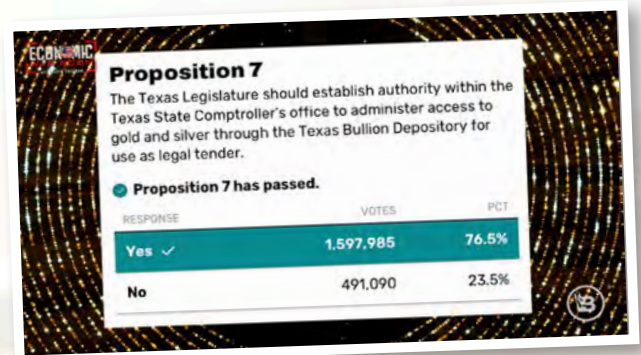 ECONOMIC
Proposition 7
The Texas Legislature should establish authority within the
Texas State Comptroller's office to administer access to
gold and silver through the Texas Bullion Depository for
use as legal tender.
Proposition 7 has passed.
RESPONSE VOTES PCT
Yes ✓ 1,597,985 76.5%
No 491,090 23.5%